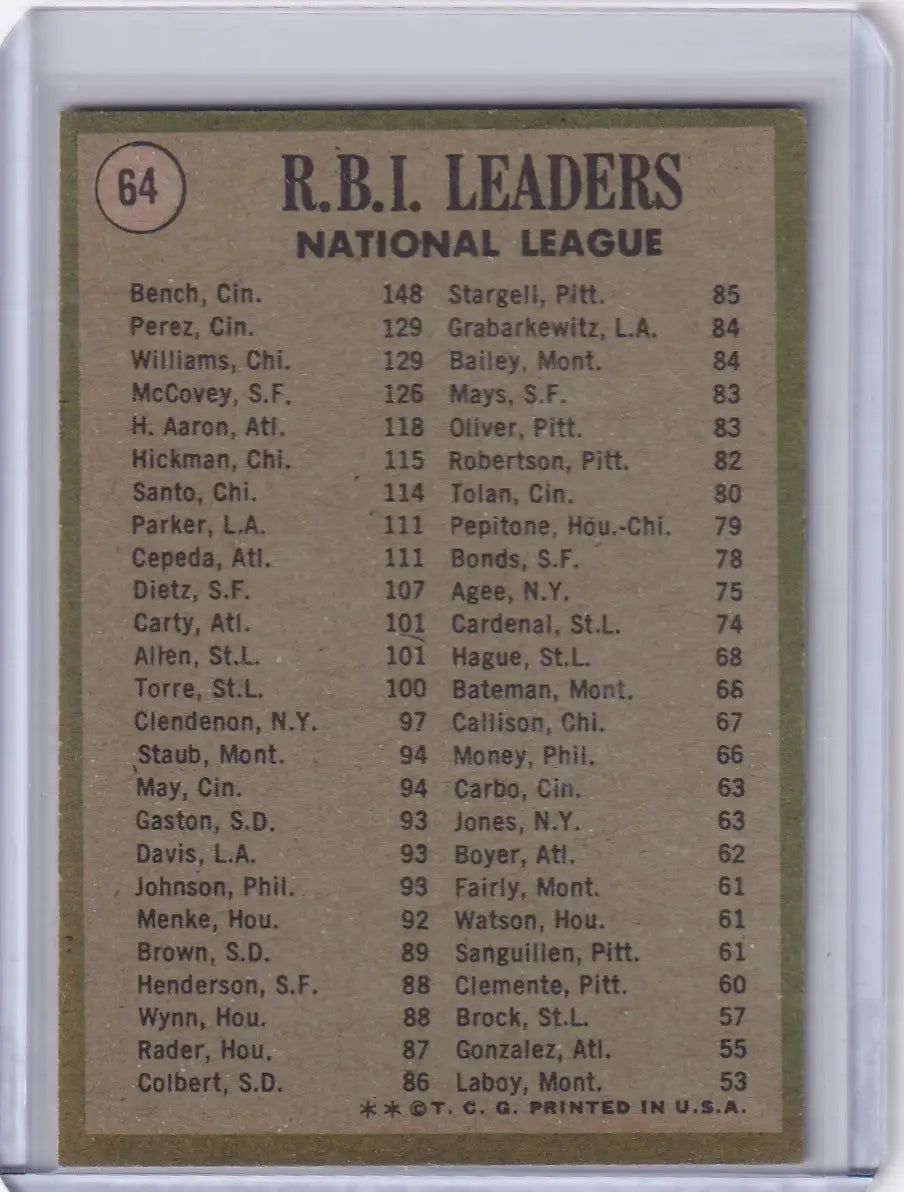 64
R.B.I. LEADERS
NATIONAL LEAGUE
Bench, Cin. 148 Stargell, Pitt. 85
Perez, Cin. 129 Grabarkewitz, L.A. 84
Williams, Chi. 129 Bailey, Mont. 84
McCovey, S.F. 126 Mays, S.F. 83
H. Aaron, Atl. 118 Oliver, Pitt. 83
Hickman, Chi. 115 Robertson, Pitt. 82
Santo, Chi. 114 Tolan, Cin. 80
Parker, L.A. 111 Pepitone, Hou.-Chi. 79
Cepeda, Atl. 111 Bonds, S.F. 78
Dietz, S.F. 107 Agee, N.Y. 75
Carty, Atl. 101 Cardenal, St.L. 74
Allen, St.L. 101 Hague, St.L. 68
Torre, St.L. 100 Bateman, Mont. 68
Clendenon, N.Y. 97 Callison, Chi. 67
Staub, Mont. 94 Money, Phil. 66
May, Cin. 94 Carbo, Cin. 63
Gaston, S.D. 93 Jones, N.Y. 63
Davis, L.A. 93 Boyer, Atl. 62
Johnson, Phil. 93 Fairly, Mont. 61
Menke, Hou. 92 Watson, Hou. 61
Brown, S.D. 89 Sanguillen, Pitt. 61
Henderson, S.F. 88 Clemente, Pitt. 60
Wynn, Hou. 88 Brock, St.L. 57
Rader, Hou. 87 Gonzalez, Atl. 55
Colbert, S.D. 86 Laboy, Mont. 53
** ©T. C. G. PRINTED IN U.S.A.